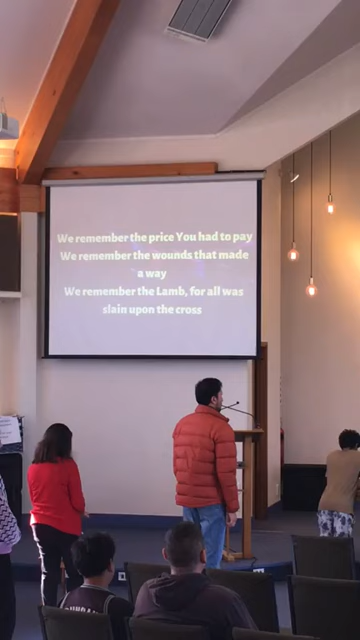 We remember the price You had to pay
We remember the wounds that made
a way
We remember the Lamb, for all was
slain upon the cross